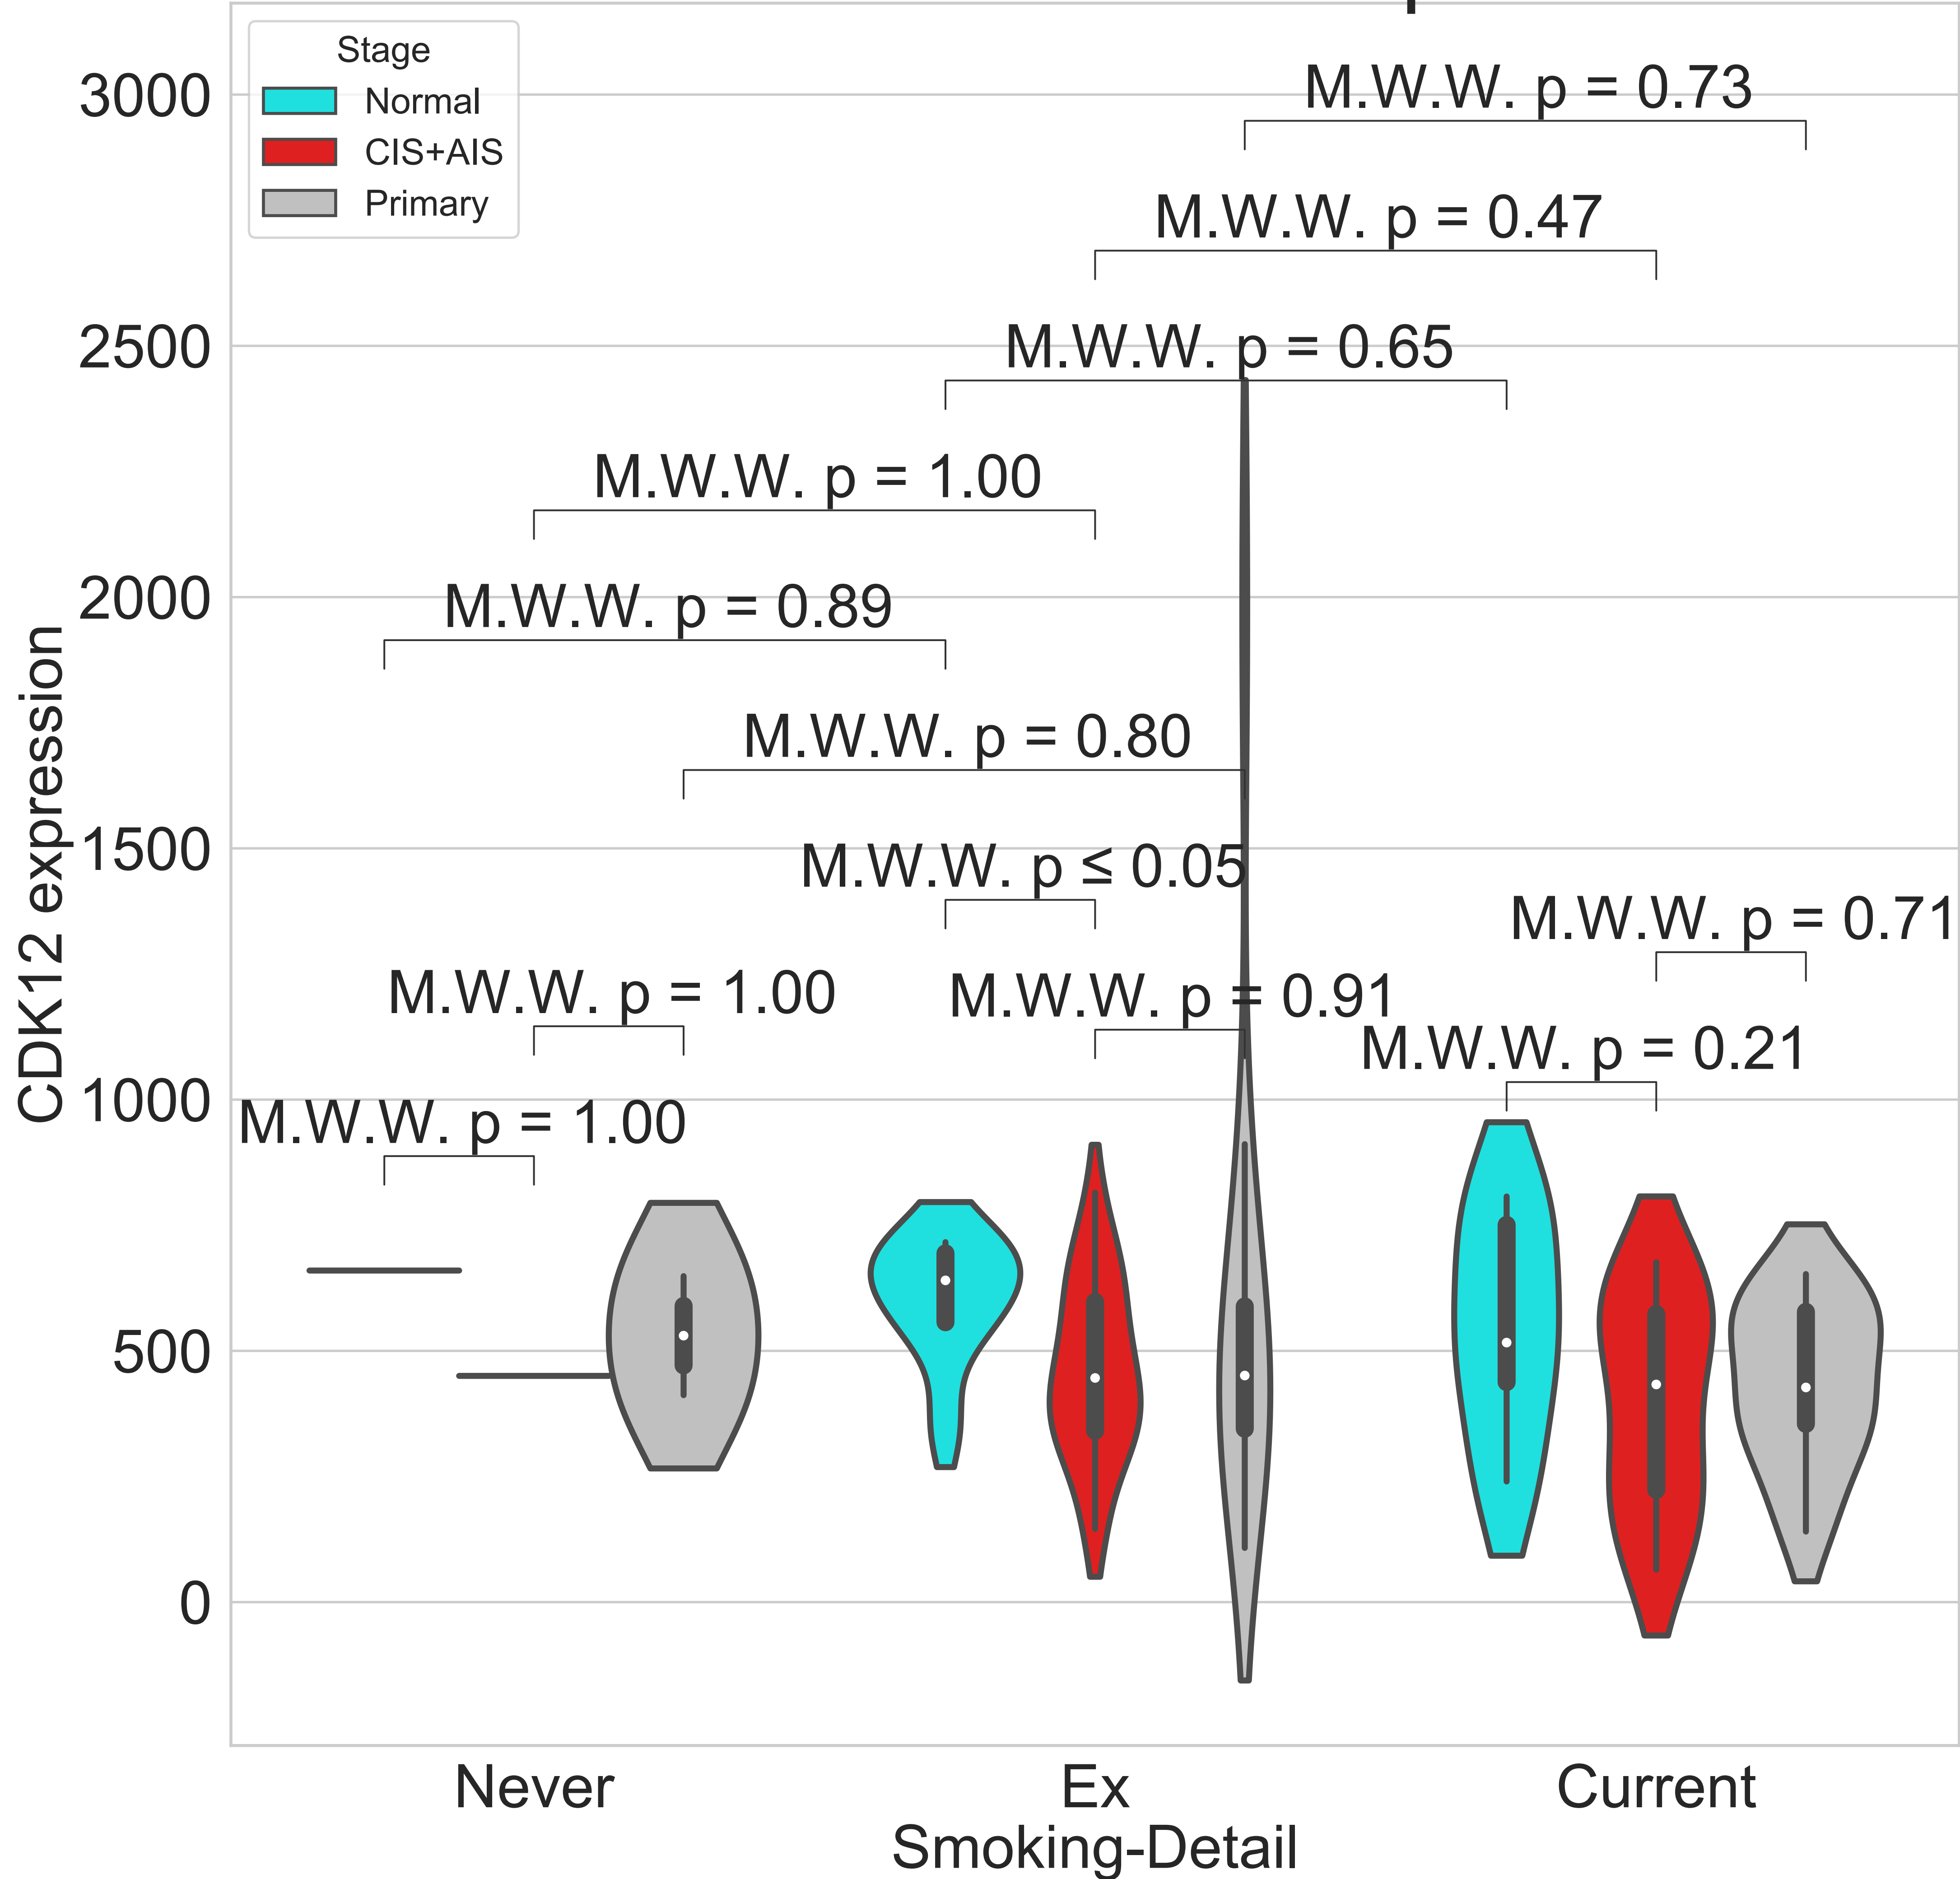 Stage
Normal
CIS+AIS
Primary
3000
2500
2000
1500
1000
500
0
CDK12 expression
M.W.W. p = 0.73
M.W.W. p = 0.47
M.W.W. p = 0.65
M.W.W. p = 1.00
M.W.W. p = 0.89
M.W.W. p = 0.80
M.W.W. p ≤ 0.05
M.W.W. p = 0.71
M.W.W. p = 1.00
M.W.W. p = 0.91
M.W.W. p = 0.21
M.W.W. p = 1.00
Never
Ex
Current
Smoking-Detail